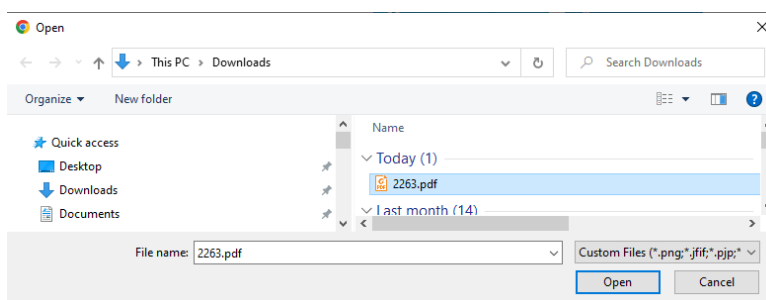 Open
This PC > Downloads
Search Downloads
Organize
New folder
Name
Quick access
Today (1)
Desktop
2263.pdf
Downloads
Documents
Last month (14)
File name: 2263.pdf
Custom Files (*.png;*.jfif;*.pjp;*
Open
Cancel